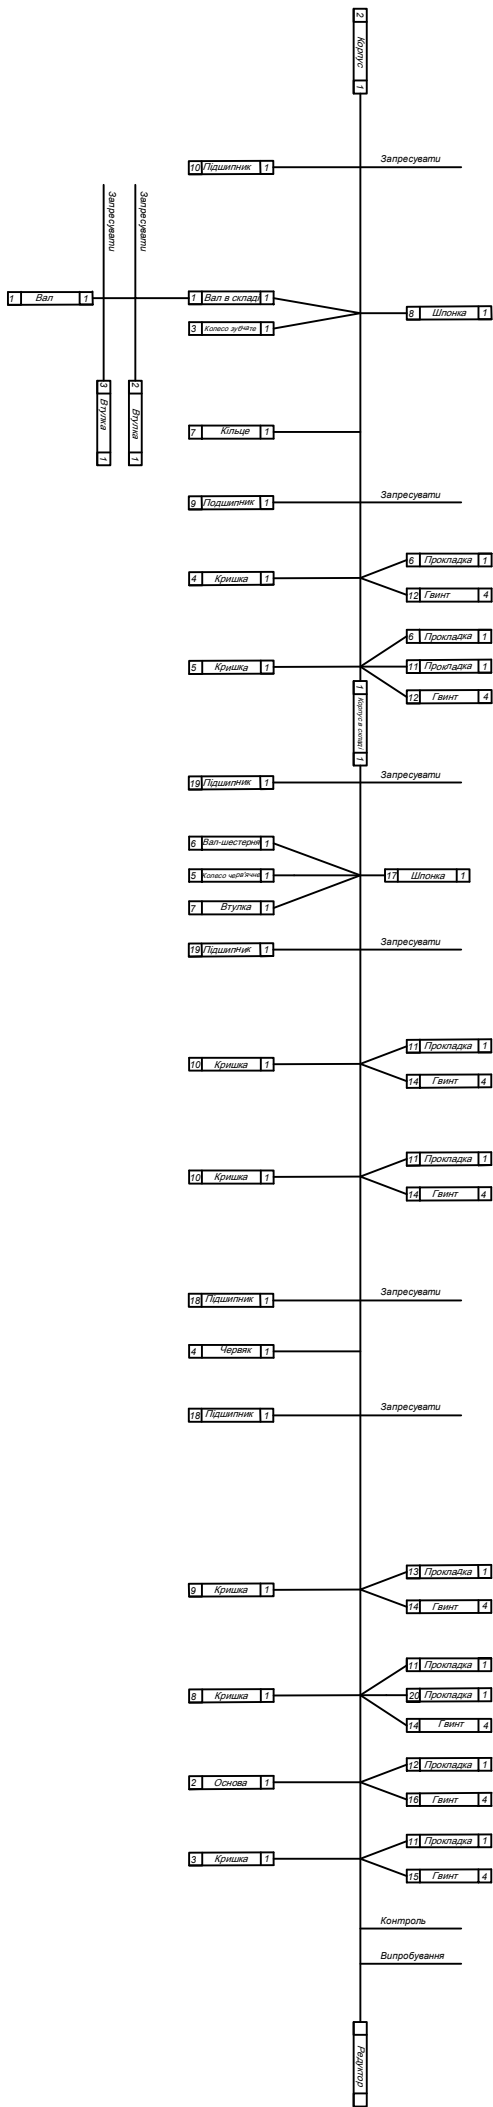 2 Корпус 1
10 Підшипник 1
Запресувати
Запресувати
Запресувати
1 Вал 1
1 Вал в складі 1
3 Колесо зубчате 1
8 Шпонка 1
3 Втулка 1
2 Втулка 1
7 Кільце 1
9 Подшипник 1
Запресувати
4 Кришка 1
6 Прокладка 1
12 Гвинт 4
5 Кришка 1
6 Прокладка 1
11 Прокладка 1
12 Гвинт 4
1 Корпус в складі 1
19 Підшипник 1
Запресувати
6 Вал-шестерня 1
5 Колесо черв'ячне 1
7 Втулка 1
17 Шпонка 1
19 Підшипник 1
Запресувати
10 Кришка 1
11 Прокладка 1
14 Гвинт 4
10 Кришка 1
11 Прокладка 1
14 Гвинт 4
18 Підшипник 1
Запресувати
4 Червяк 1
18 Підшипник 1
Запресувати
9 Кришка 1
13 Прокладка 1
14 Гвинт 4
8 Кришка 1
11 Прокладка 1
20 Прокладка 1
14 Гвинт 4
2 Основа 1
12 Прокладка 1
16 Гвинт 4
3 Кришка 1
11 Прокладка 1
15 Гвинт 4
Контроль
Випробування
Редуктор